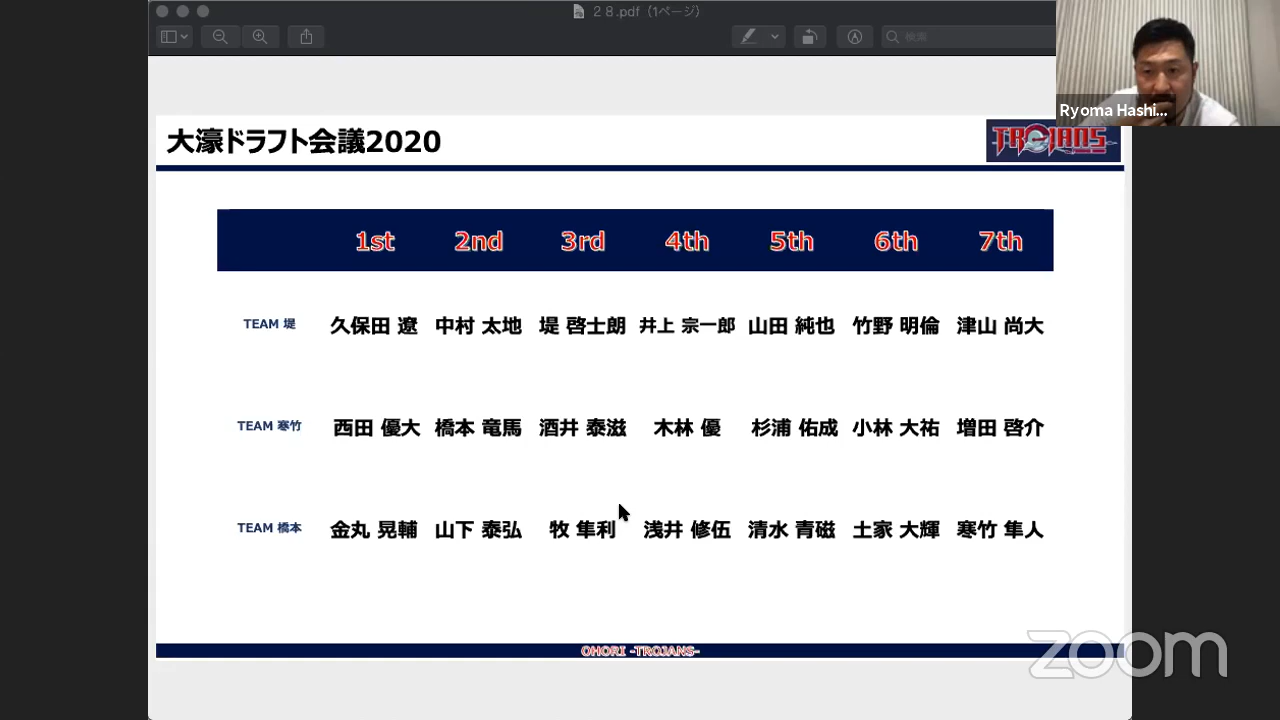 ２８.pdf（1ページ）
検索
Ryoma Hashi...
大濠ドラフト会議2020
TROJANS
1st 2nd 3rd 4th 5th 6th 7th
TEAM 堤 久保田 遼 中村 太地 堤 啓士朗 井上 宗一郎 山田 純也 竹野 明倫 津山 尚大
TEAM 寒竹 西田 優大 橋本 竜馬 酒井 泰滋 木林 優 杉浦 佑成 小林 大祐 増田 啓介
TEAM 橋本 金丸 晃輔 山下 泰弘 牧 隼利 浅井 修伍 清水 青磁 土家 大輝 寒竹 隼人
OHORI -TROJANS-
zoom